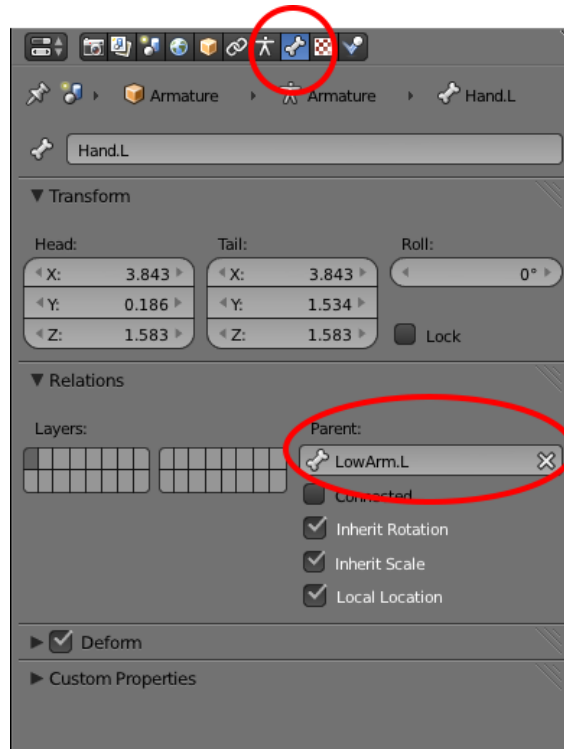 Armature Armature Hand.L
Hand.L
Transform
Head: Tail: Roll:
X: 3.843 X: 3.843 0°
Y: 0.186 Y: 1.534
Z: 1.583 Z: 1.583 Lock
Relations
Layers: Parent:
LowArm.L
Connected
Inherit Rotation
Inherit Scale
Local Location
Deform
Custom Properties